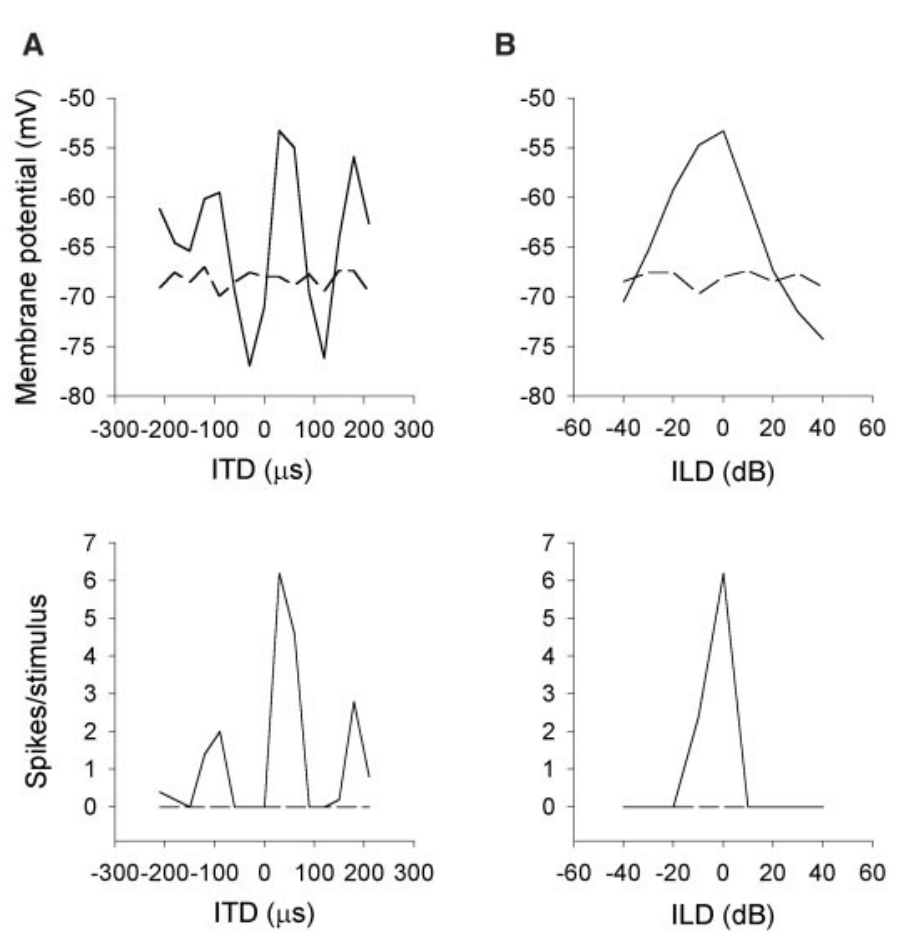 A
B
Membrane potential (mV)
-50
-55
-60
-65
-70
-75
-80
-300 -200 -100 0 100 200 300
ITD (μs)
-50
-55
-60
-65
-70
-75
-80
-60 -40 -20 0 20 40 60
ILD (dB)
Spikes/stimulus
7
6
5
4
3
2
1
0
-300 -200 -100 0 100 200 300
ITD (μs)
7
6
5
4
3
2
1
0
-60 -40 -20 0 20 40 60
ILD (dB)